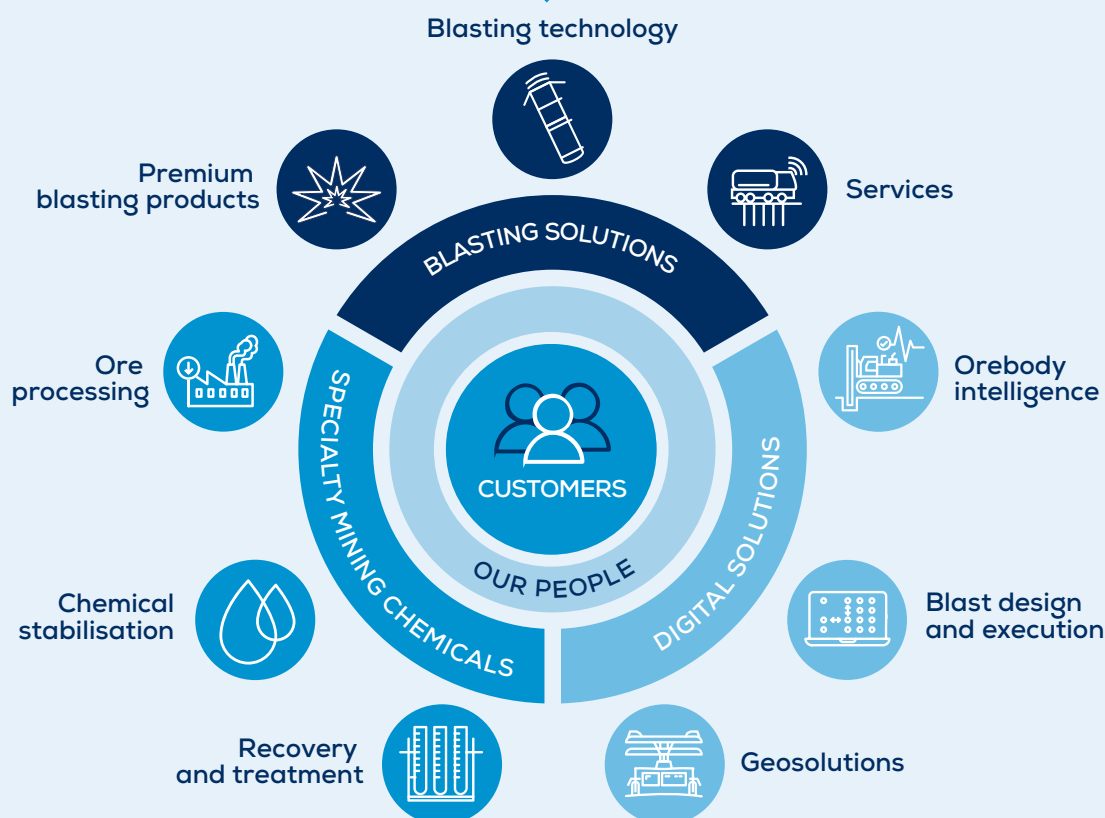 Blasting technology
Premium
blasting products
Services
BLASTING SOLUTIONS
Ore
processing
Orebody
intelligence
SPECIALTY MINING CHEMICALS
CUSTOMERS
DIGITAL SOLUTIONS
OUR PEOPLE
Chemical
stabilisation
Blast design
and execution
Recovery
and treatment
Geosolutions